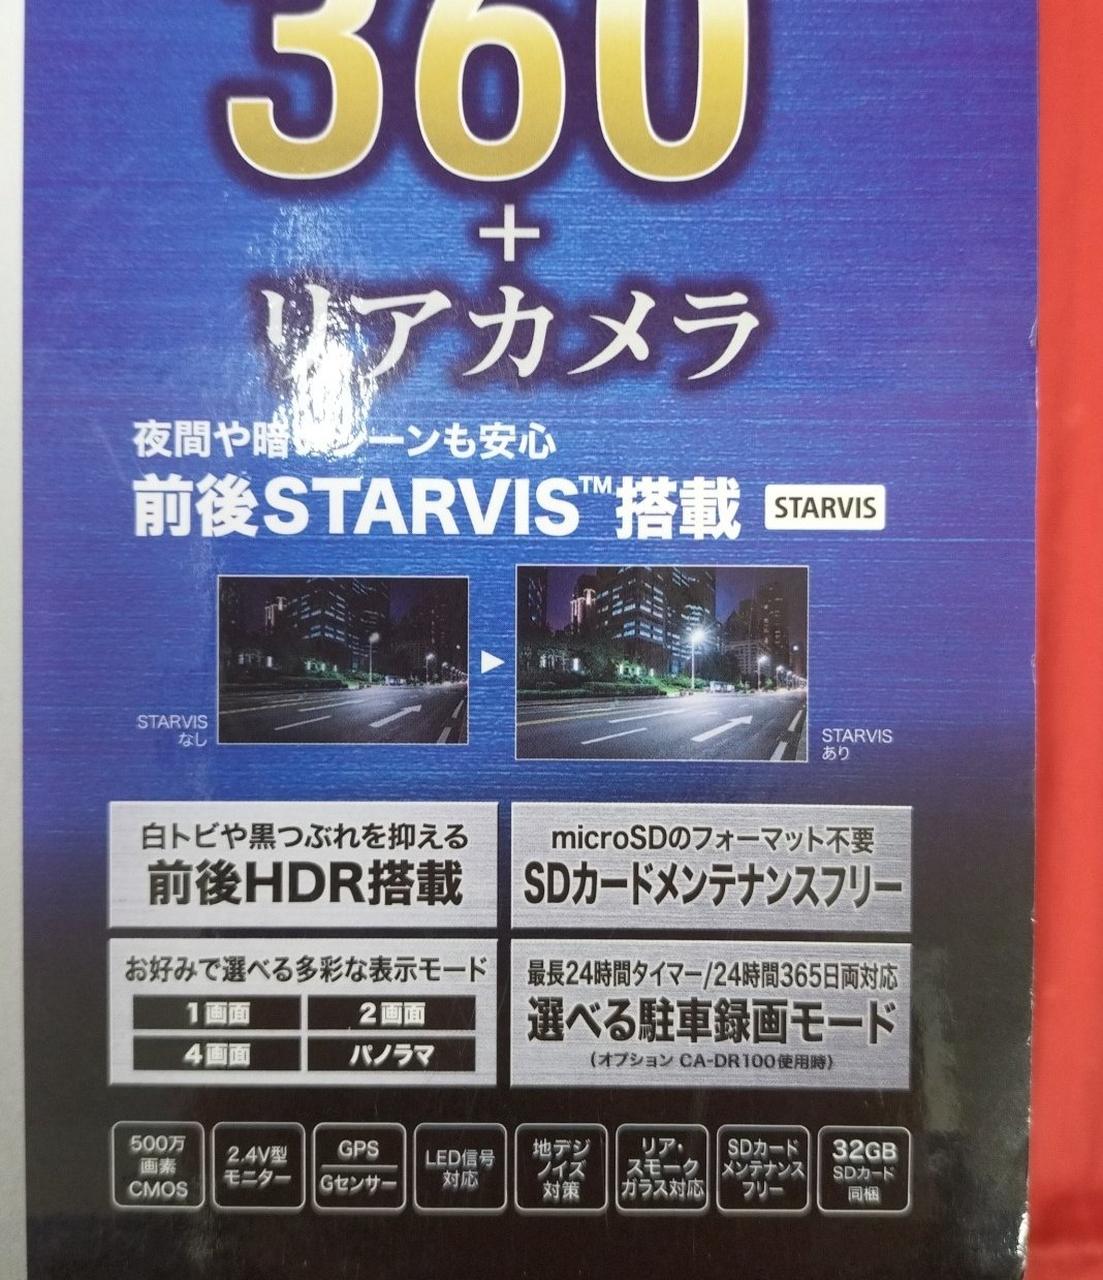 360
+
リアカメラ
夜間や暗いシーンも安心
前後STARVIS™搭載
STARVIS
STARVIS
なし
STARVIS
あり
白トビや黒つぶれを抑える
前後HDR搭載
microSDのフォーマット不要
SDカードメンテナンスフリー
お好みで選べる多彩な表示モード
1画面
2画面
4画面
パノラマ
最長24時間タイマー/24時間365日両対応
選べる駐車録画モード
(オプション CA-DR100使用時)
500万
画素
CMOS
2.4V型
モニター
GPS
Gセンサー
LED信号
対応
地デジ
ノイズ
対策
リア・
スモーク
ガラス対応
SDカード
メンテナンス
フリー
32GB
SDカード
同梱